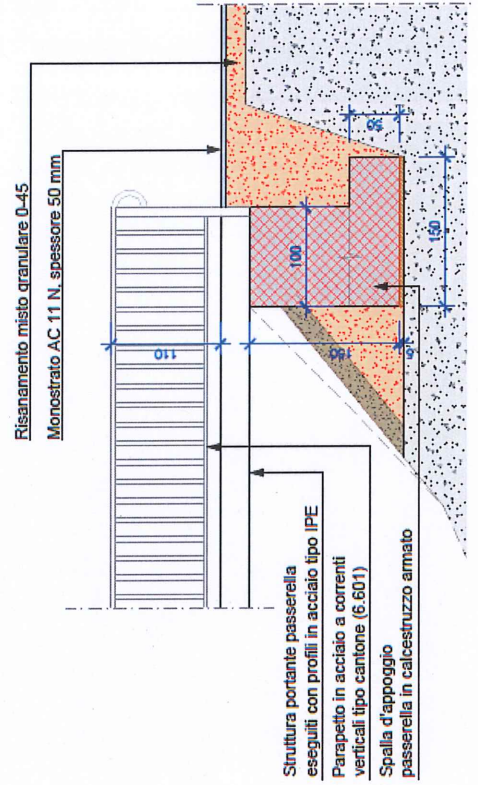 Risanamento misto granulare 0-45
Monostrato AC 11 N, spessore 50 mm
110
100
150
5
50
150
Struttura portante passerella
eseguiti con profili in acciaio tipo IPE
Parapetto in acciaio a correnti
verticali tipo cantone (6.601)
Spalla d'appoggio
passerella in calcestruzzo armato